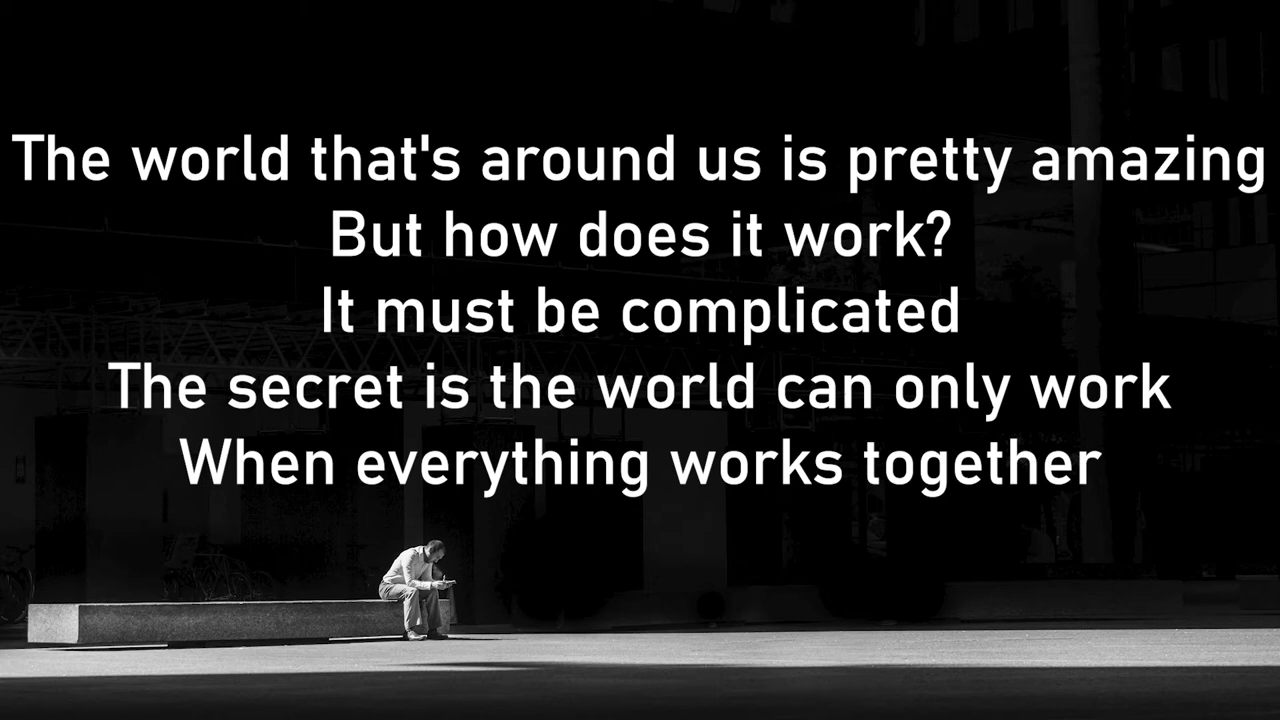 The world that's around us is pretty amazing
But how does it work?
It must be complicated
The secret is the world can only work
When everything works together